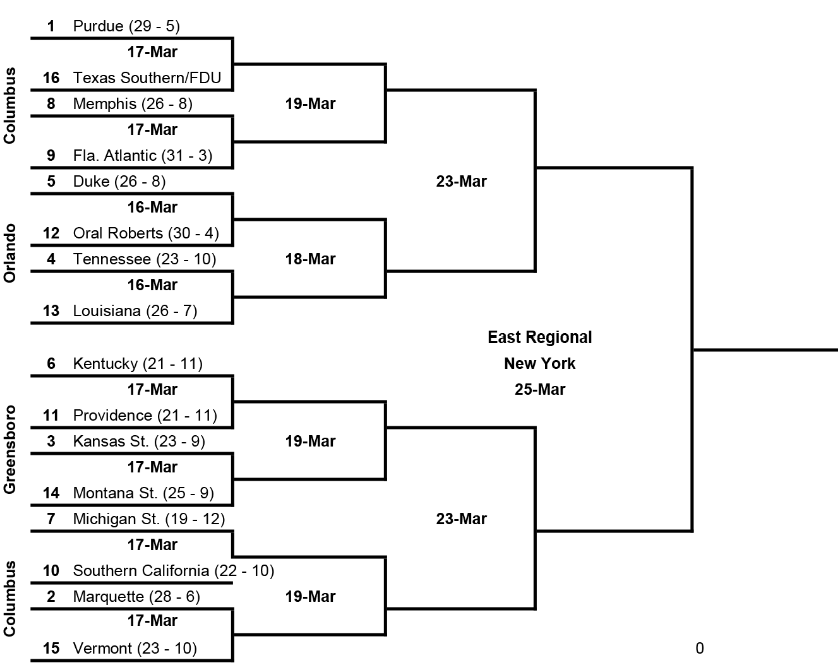 1 Purdue (29 - 5)
17-Mar
16 Texas Southern/FDU
Columbus
19-Mar
8 Memphis (26 - 8)
17-Mar
9 Fla. Atlantic (31 - 3)
23-Mar
5 Duke (26 - 8)
16-Mar
12 Oral Roberts (30 - 4)
Orlando
18-Mar
4 Tennessee (23 - 10)
16-Mar
13 Louisiana (26 - 7)
East Regional
New York
25-Mar
6 Kentucky (21 - 11)
17-Mar
11 Providence (21 - 11)
Greensboro
19-Mar
3 Kansas St. (23 - 9)
17-Mar
14 Montana St. (25 - 9)
23-Mar
7 Michigan St. (19 - 12)
17-Mar
10 Southern California (22 - 10)
Columbus
19-Mar
2 Marquette (28 - 6)
17-Mar
15 Vermont (23 - 10)
0